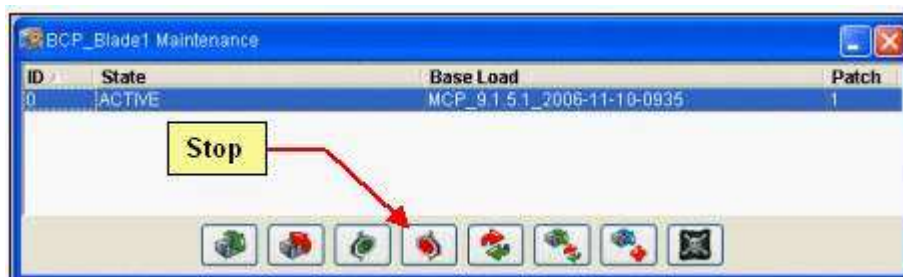 BCP_Blade1 Maintenance
ID State Base Load Patch
0 ACTIVE MCP_9.1.5.1_2006-11-10-0935 1
Stop